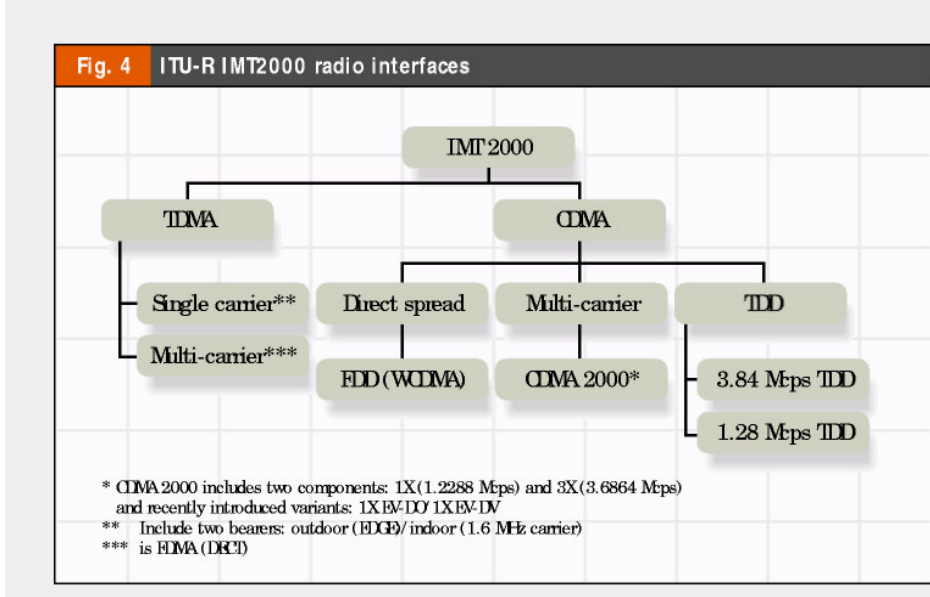 Fig. 4 ITU-R IMT2000 radio interfaces
IMT 2000
TDMA
CDMA
Single carrier**
Direct spread
Multi-carrier
TDD
Multi-carrier***
FDD (WCDMA)
CDMA 2000*
3.84 Mcps TDD
1.28 Mcps TDD
* CDMA 2000 includes two components: 1X (1.2288 Mcps) and 3X (3.6864 Mcps)
and recently introduced variants: 1X EV-DO/ 1X EV-DV
** Include two bearers: outdoor (EDGE)/ indoor (1.6 MHz carrier)
*** is FDMA (DECT)